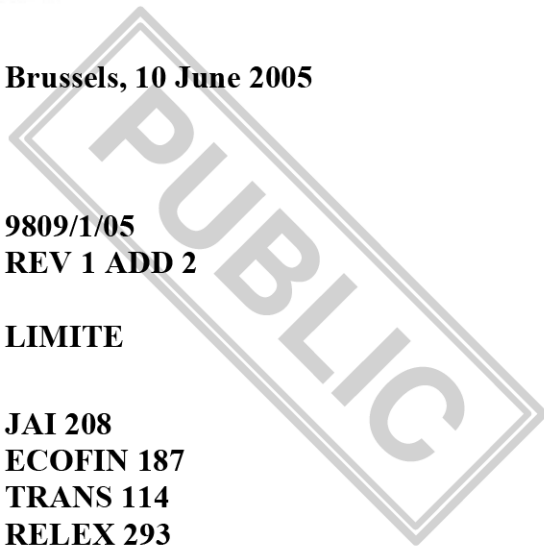 Brussels, 10 June 2005
9809/1/05
REV 1 ADD 2
LIMITE
JAI 208
ECOFIN 187
TRANS 114
RELEX 293
PUBLIC